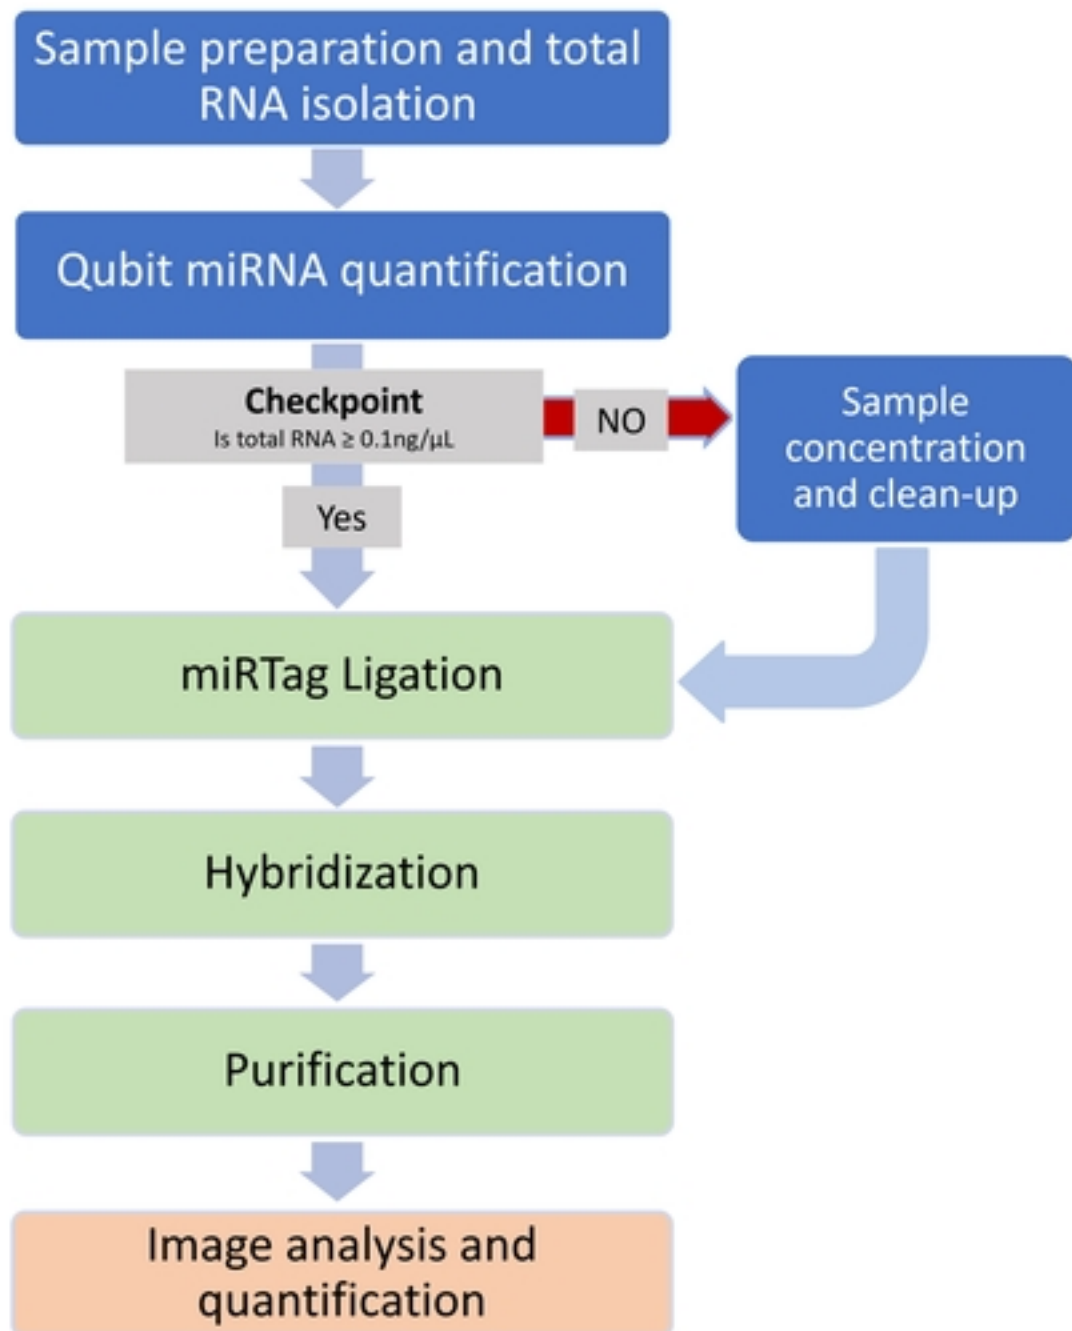 Sample preparation and total
RNA isolation
Qubit miRNA quantification
Checkpoint
Is total RNA ≥ 0.1ng/µL
NO
Sample
concentration
and clean-up
Yes
miRTag Ligation
Hybridization
Purification
Image analysis and
quantification